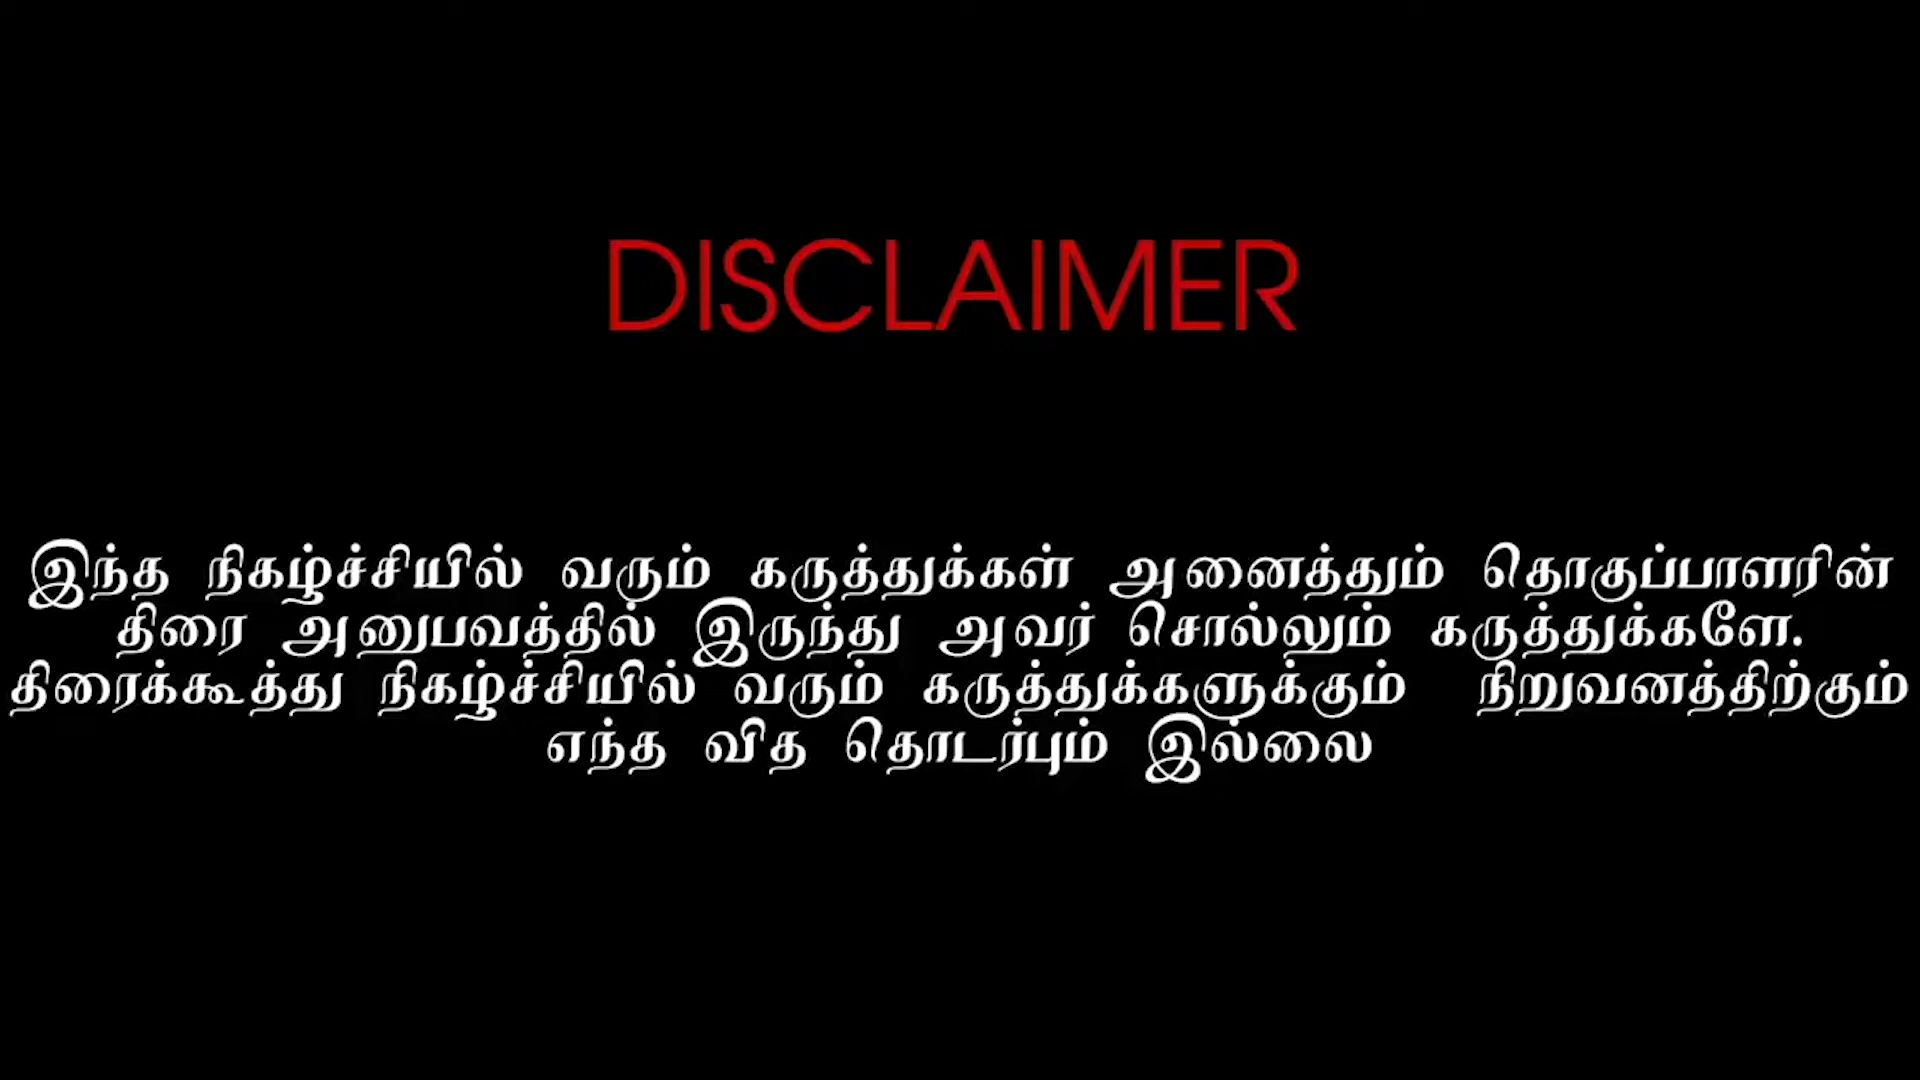 DISCLAIMER
இந்த நிகழ்ச்சியில் வரும் கருத்துக்கள் அனைத்தும் தொகுப்பாளரின்
திரை அனுபவத்தில் இருந்து அவர் சொல்லும் கருத்துக்களே.
திரைக்கூத்து நிகழ்ச்சியில் வரும் கருத்துக்களுக்கும் நிறுவனத்திற்கும்
எந்த வித தொடர்பும் இல்லை